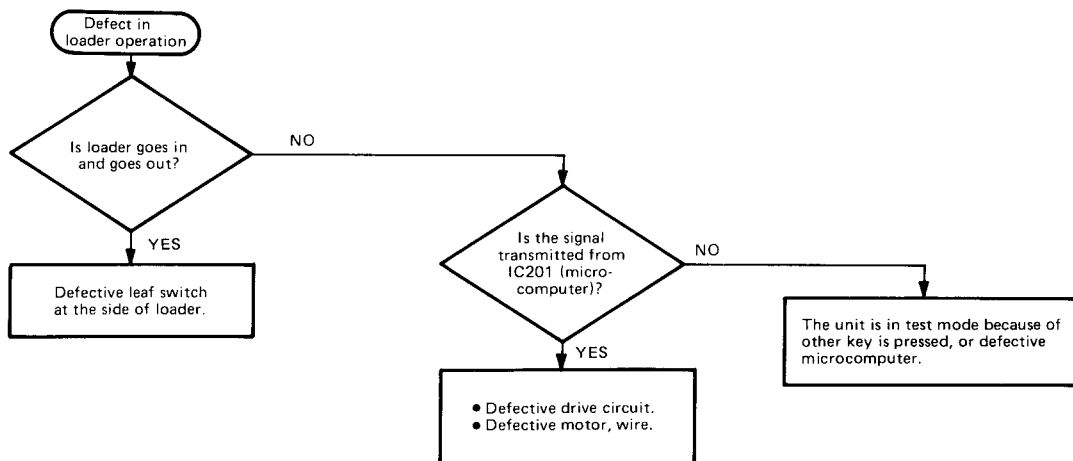 Defect in
loader operation
Is loader goes in
and goes out?
NO
YES
Defective leaf switch
at the side of loader.
Is the signal
transmitted from
IC201 (micro-
computer)?
NO
YES
The unit is in test mode because of
other key is pressed, or defective
microcomputer.
● Defective drive circuit.
● Defective motor, wire.